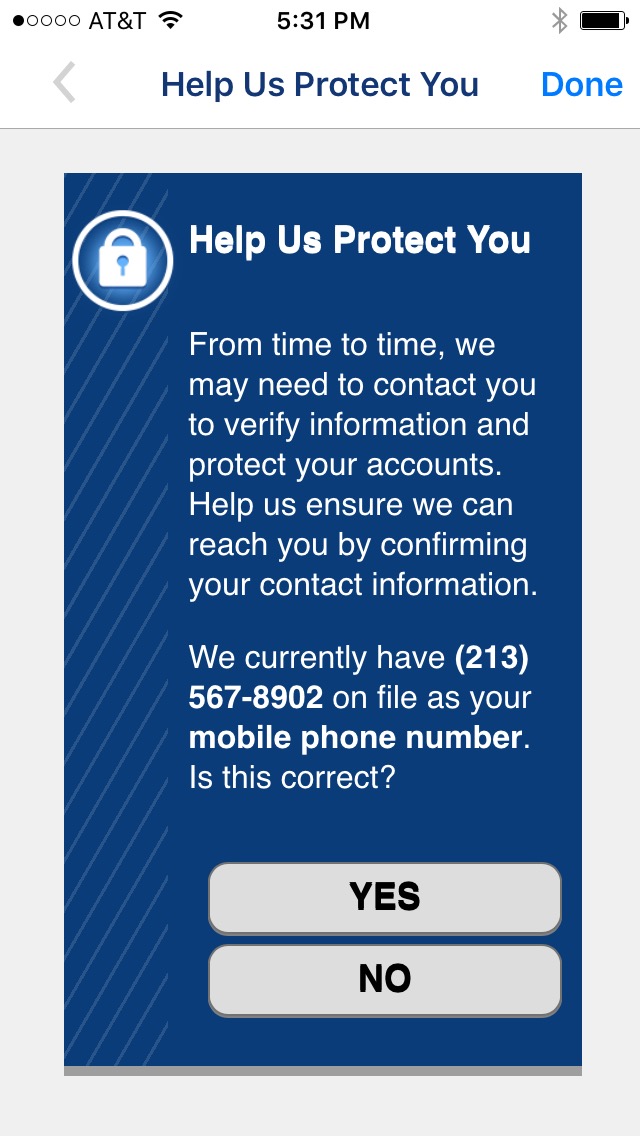 AT&T 5:31 PM
Help Us Protect You Done
Help Us Protect You
From time to time, we
may need to contact you
to verify information and
protect your accounts.
Help us ensure we can
reach you by confirming
your contact information.
We currently have (213)
567-8902 on file as your
mobile phone number.
Is this correct?
YES
NO